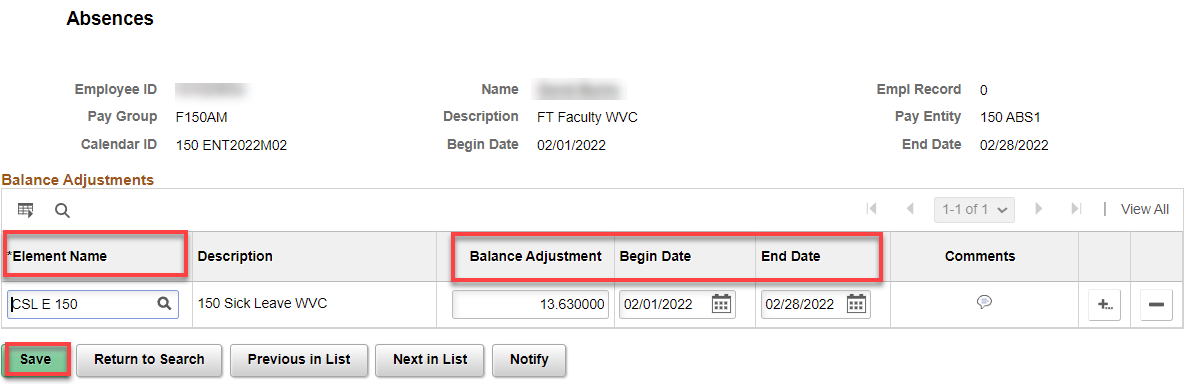 Absences
Employee ID Name Empl Record 0
Pay Group F150AM Description FT Faculty WVC Pay Entity 150 ABS1
Calendar ID 150 ENT2022M02 Begin Date 02/01/2022 End Date 02/28/2022
Balance Adjustments
1-1 of 1 | View All
*Element Name Description Balance Adjustment Begin Date End Date Comments
CSL E 150 150 Sick Leave WVC 13.630000 02/01/2022 02/28/2022
Save Return to Search Previous in List Next in List Notify